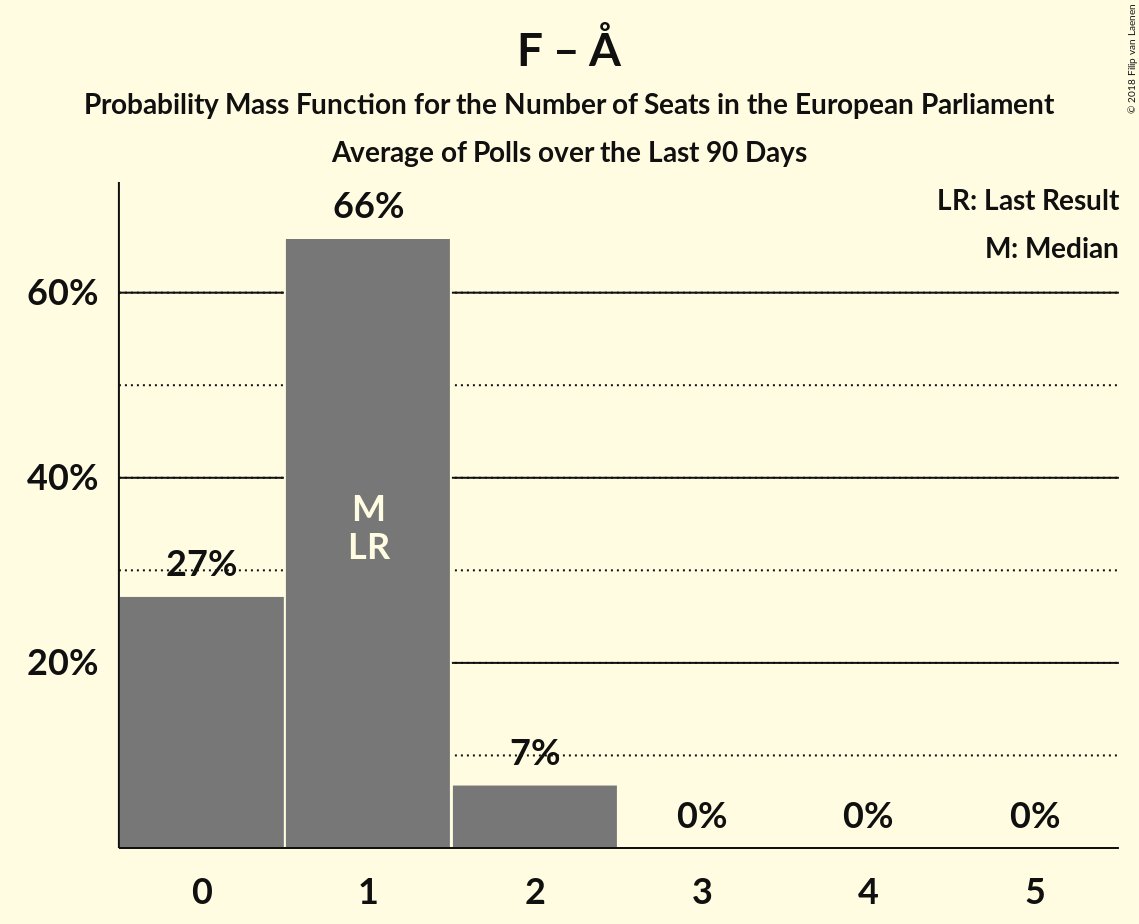 F – Å
Probability Mass Function for the Number of Seats in the European Parliament
Average of Polls over the Last 90 Days
© 2018 Filip van Laenen
LR: Last Result
M: Median
66%
60%
40%
M
LR
27%
20%
7%
0%
0%
0%
0
1
2
3
4
5